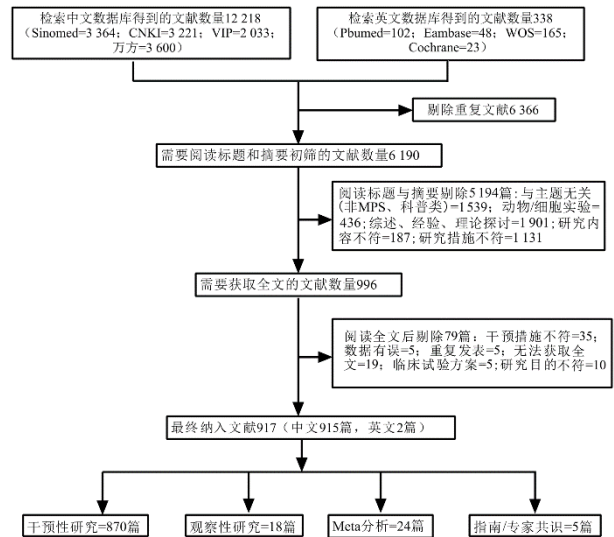 检索中文数据库得到的文献数量12 218
（Sinomed=3 364；CNKI=3 221；VIP=2 033；
万方=3 600）
检索英文数据库得到的文献数量338
（Pbumed=102；Eambase=48；WOS=165；
Cochrane=23）
剔除重复文献6 366
需要阅读标题和摘要初筛的文献数量6 190
阅读标题与摘要剔除5 194篇：与主题无关
（非MPS、科普类）=1 539；动物/细胞实验=
436；综述、经验、理论探讨=1 901；研究内
容不符=187；研究措施不符=1 131
需要获取全文的文献数量996
阅读全文后剔除79篇：干预措施不符=35；
数据有误=5；重复发表=5；无法获取全
文=19；临床试验方案=5；研究目的不符=10
最终纳入文献917（中文915篇，英文2篇）
干预性研究=870篇
观察性研究=18篇
Meta分析=24篇
指南/专家共识=5篇